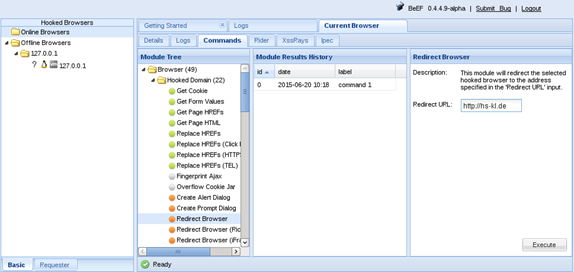 BeEF 0.4.4.9-alpha | Submit Bug | Logout
Hooked Browsers
Online Browsers
Offline Browsers
127.0.0.1
? 127.0.0.1
Basic Requester
Getting Started Logs Current Browser
Details Logs Commands Rider XssRays Ipec
Module Tree
Browser (49)
Hooked Domain (22)
Get Cookie
Get Form Values
Get Page HREFs
Get Page HTML
Replace HREFs
Replace HREFs (Click
Replace HREFs (HTTPS
Replace HREFs (TEL)
Fingerprint Ajax
Overflow Cookie Jar
Create Alert Dialog
Create Prompt Dialog
Redirect Browser
Redirect Browser (Ric
Redirect Browser (iFra
Module Results History
id date label
0 2015-06-20 10:18 command 1
Redirect Browser
Description: This module will redirect the selected
hooked browser to the address
specified in the 'Redirect URL' input.
Redirect URL: http://hs-kl.de
Execute
Ready